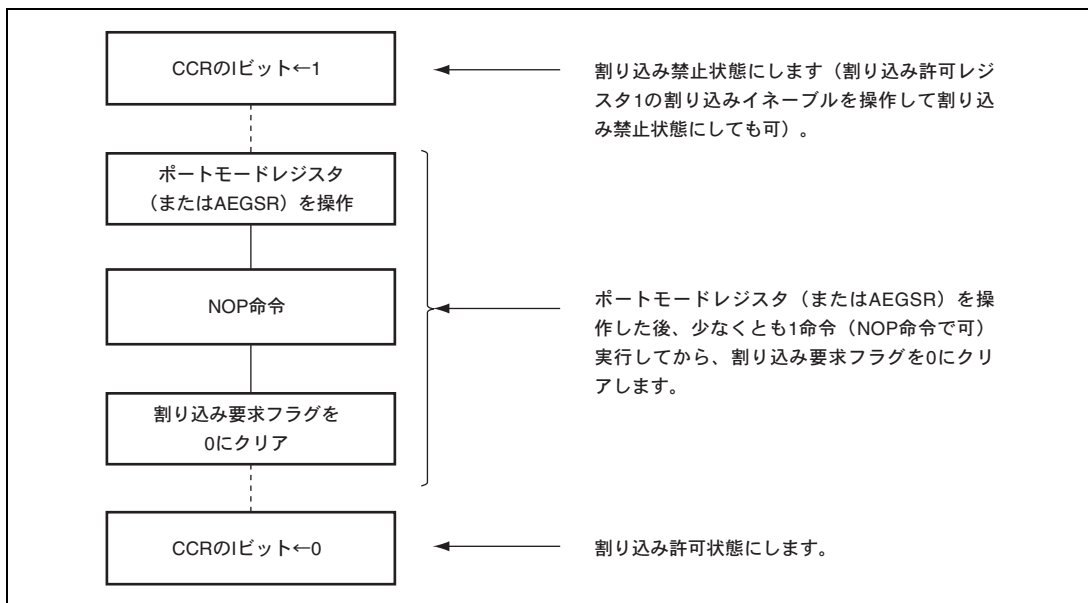 CCRのIビット←1
割り込み禁止状態にします（割り込み許可レジ
スタ1の割り込みイネーブルを操作して割り込
み禁止状態にしても可）。
ポートモードレジスタ
（またはAEGSR）を操作
NOP命令
ポートモードレジスタ（またはAEGSR）を操
作した後、少なくとも1命令（NOP命令で可）
実行してから、割り込み要求フラグを0にクリ
アします。
割り込み要求フラグを
0にクリア
CCRのIビット←0
割り込み許可状態にします。